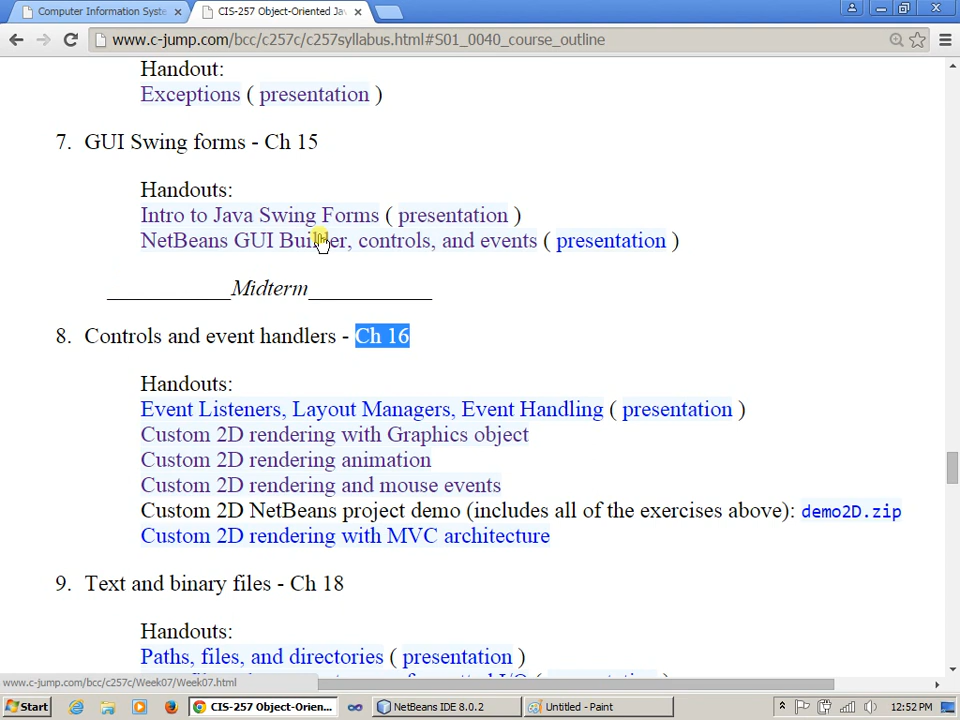 Computer Information Syste
CIS-257 Object-Oriented Jav
www.c-jump.com/bcc/c257c/c257syllabus.html#S01_0040_course_outline
Handout:
Exceptions ( presentation )
7. GUI Swing forms - Ch 15
Handouts:
Intro to Java Swing Forms ( presentation )
NetBeans GUI Builder, controls, and events ( presentation )
Midterm
8. Controls and event handlers - Ch 16
Handouts:
Event Listeners, Layout Managers, Event Handling ( presentation )
Custom 2D rendering with Graphics object
Custom 2D rendering animation
Custom 2D rendering and mouse events
Custom 2D NetBeans project demo (includes all of the exercises above): demo2D.zip
Custom 2D rendering with MVC architecture
9. Text and binary files - Ch 18
Handouts:
Paths, files, and directories ( presentation )
www.c-jump.com/bcc/c257c/Week07/Week07.html
Start
CIS-257 Object-Orien...
NetBeans IDE 8.0.2
Untitled - Paint
12:52 PM